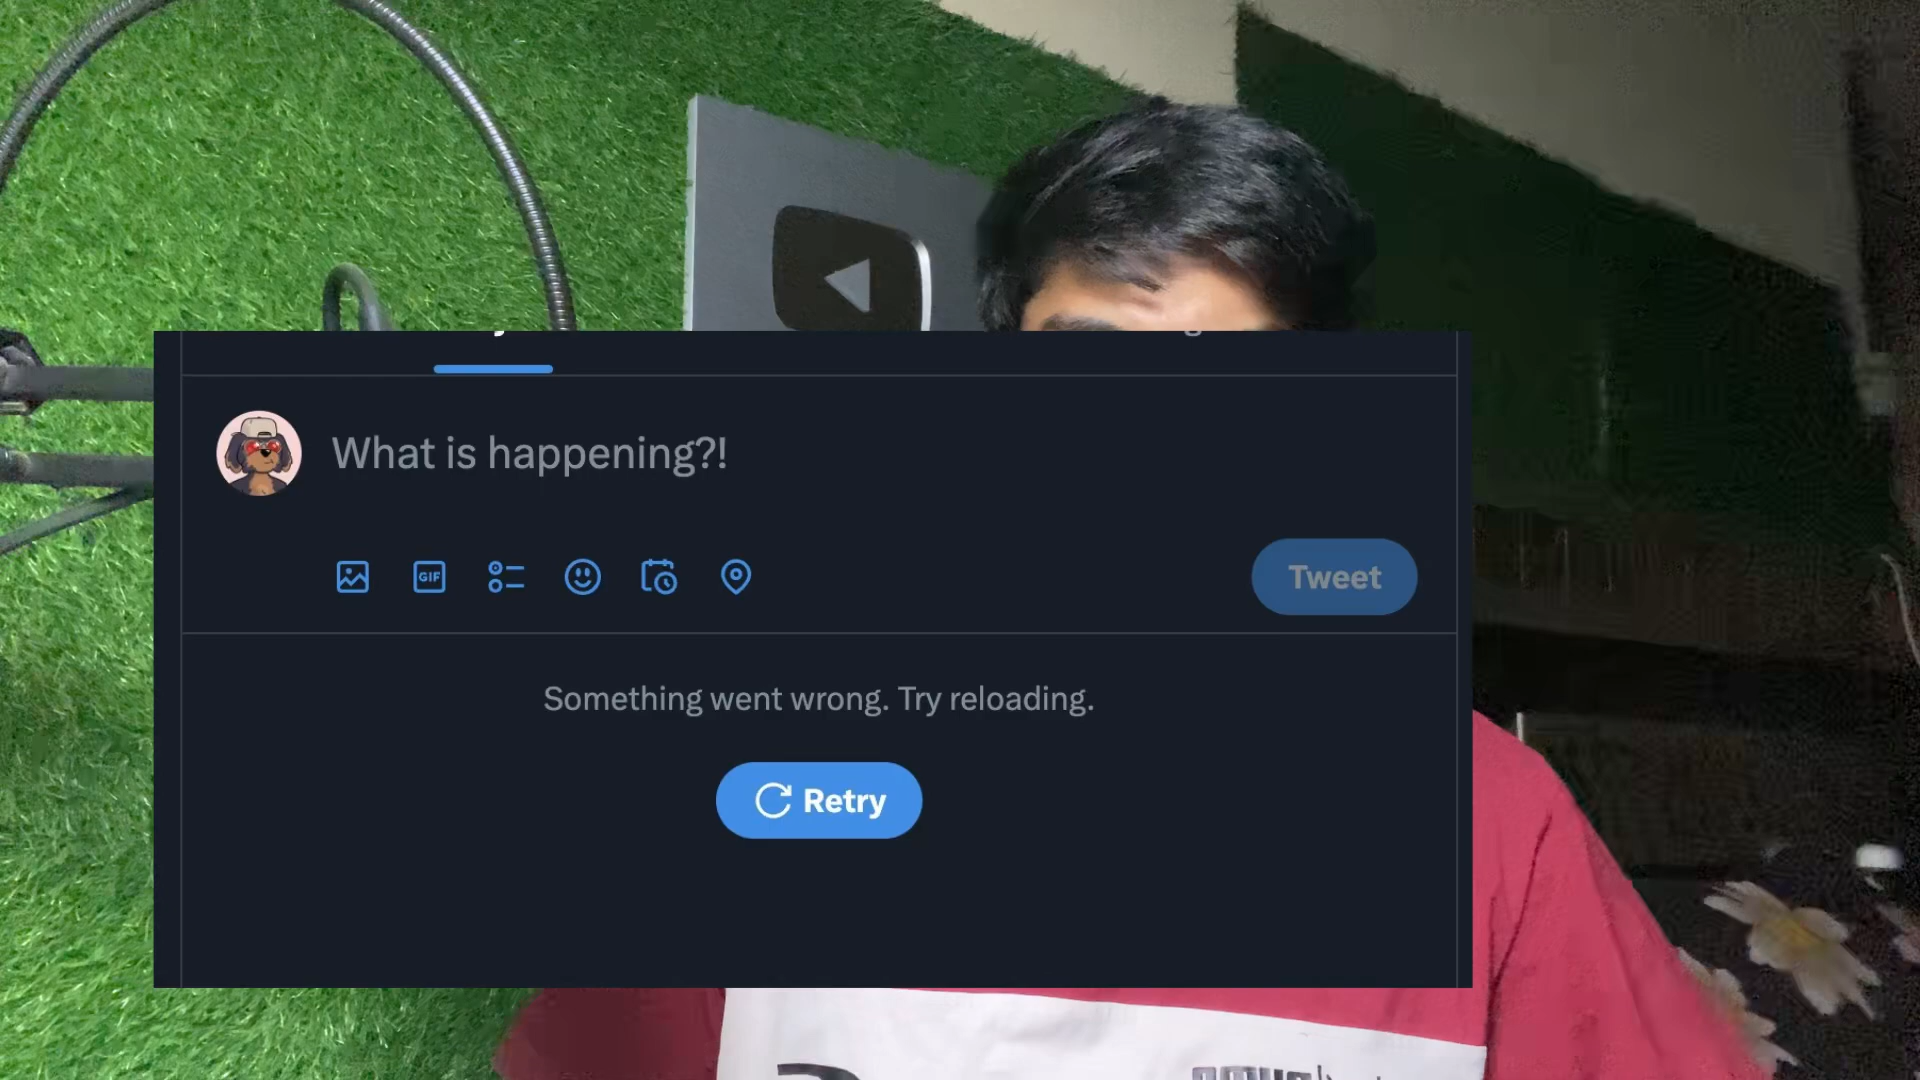 What is happening?!
GIF
Tweet
Something went wrong. Try reloading.
Retry